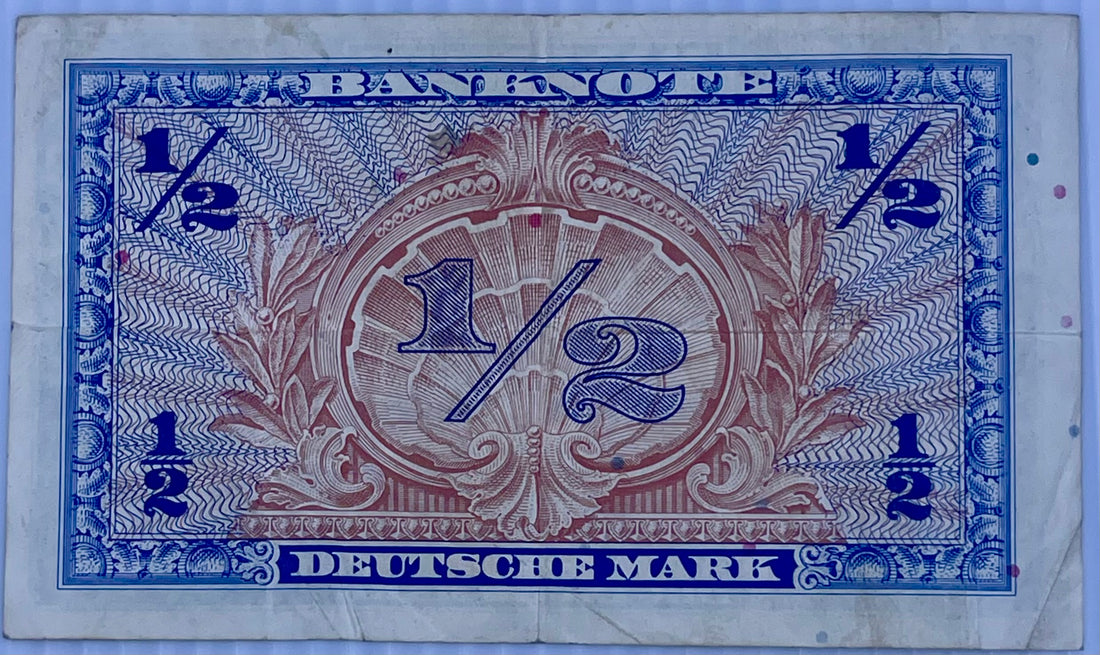 BANKNOTE
1/2 1/2
1/2
1/2 1/2
DEUTSCHE MARK